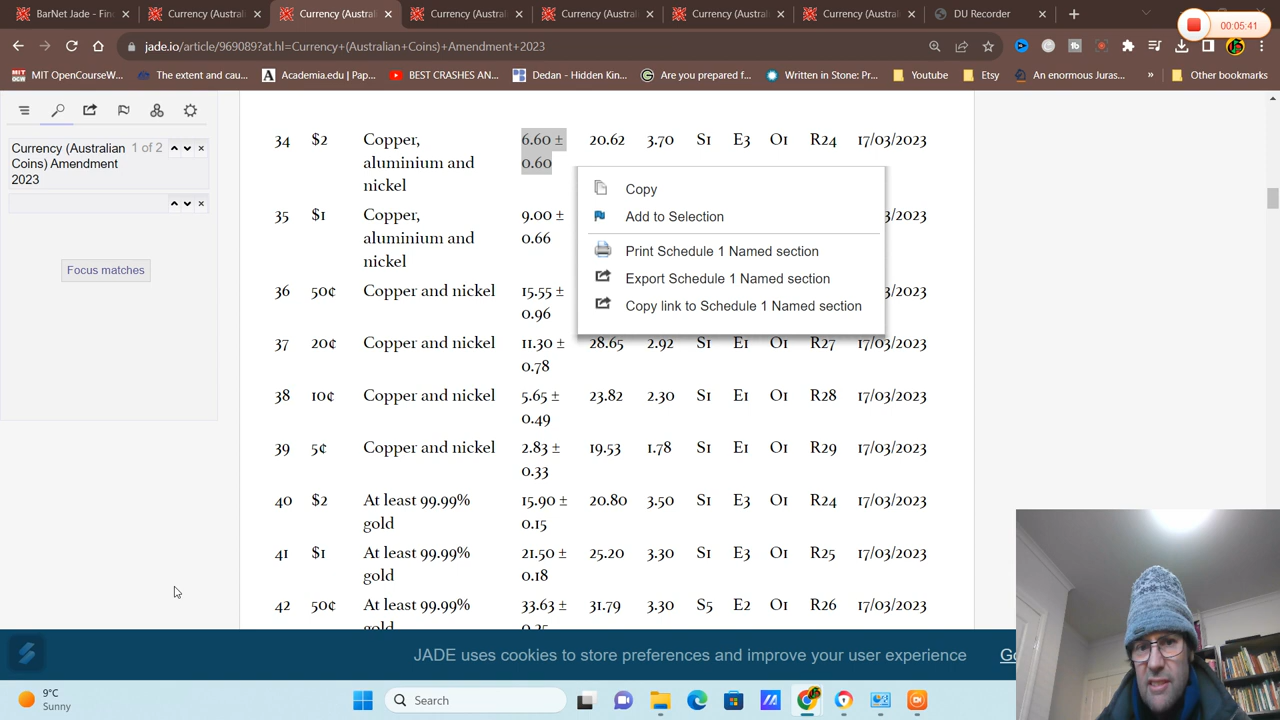 BarNet Jade - Fin
Currency (Austral
Currency (Austral
Currency (Austral
Currency (Austral
Currency (Austral
Currency (Austral
DU Recorder
00:05:41
jade.io/article/969089?at.hl=Currency+(Australian+Coins)+Amendment+2023
MIT OpenCourseW...
The extent and cau...
Academia.edu | Pap...
BEST CRASHES AN...
Dedan - Hidden Kin...
Are you prepared f...
Written in Stone: Pr...
Youtube
Etsy
An enormous Juras...
»
Other bookmarks
Currency (Australian Coins) Amendment 2023
1 of 2
Focus matches
34 $2 Copper, 6.60 ± 20.62 3.70 S1 E3 O1 R24 17/03/2023
aluminium and 0.60
nickel
35 $1 Copper, 9.00 ±
aluminium and 0.66
nickel
36 50¢ Copper and nickel 15.55 ±
0.96
37 20¢ Copper and nickel 11.30 ± 28.65 2.92 S1 E1 O1 R27 17/03/2023
0.78
38 10¢ Copper and nickel 5.65 ± 23.82 2.30 S1 E1 O1 R28 17/03/2023
0.49
39 5¢ Copper and nickel 2.83 ± 19.53 1.78 S1 E1 O1 R29 17/03/2023
0.33
40 $2 At least 99.99% 15.90 ± 20.80 3.50 S1 E3 O1 R24 17/03/2023
gold 0.15
41 $1 At least 99.99% 21.50 ± 25.20 3.30 S1 E3 O1 R25 17/03/2023
gold 0.18
42 50¢ At least 99.99% 33.63 ± 31.79 3.30 S5 E2 O1 R26 17/03/2023
Copy
Add to Selection
Print Schedule 1 Named section
Export Schedule 1 Named section
Copy link to Schedule 1 Named section
JADE uses cookies to store preferences and improve your user experience
9°C
Sunny
Search